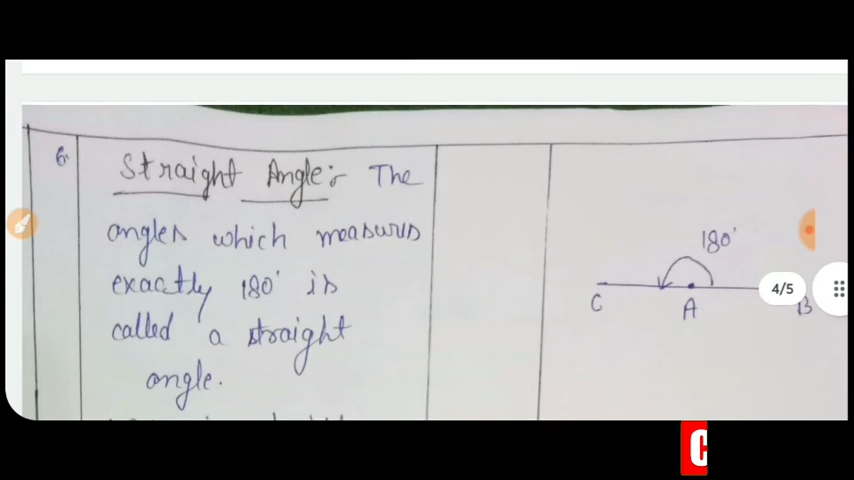 6.
Straight Angle:- The
angles which measures
exactly 180° is
called a straight
angle.
180°
C
A
B
4/5